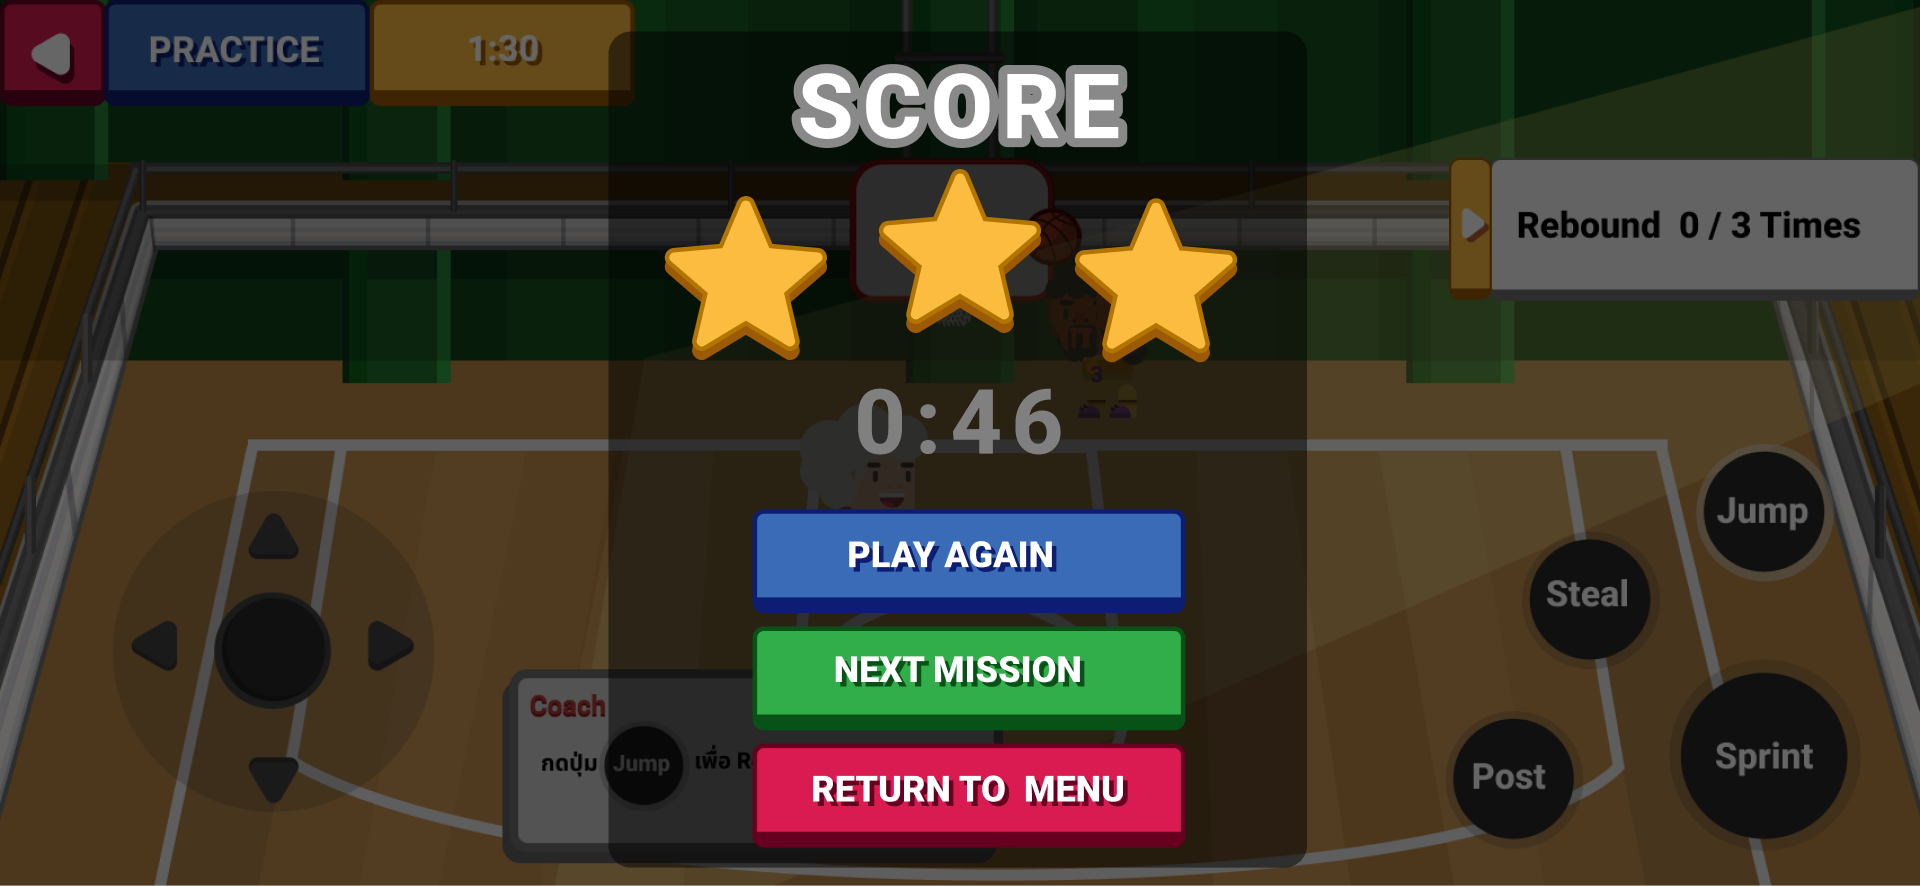 PRACTICE
1:30
SCORE
Rebound 0 / 3 Times
3
0:46
Jump
PLAY AGAIN
Steal
NEXT MISSION
Coach
กดปุ่ม Jump เพื่อ R
Sprint
Post
RETURN TO MENU